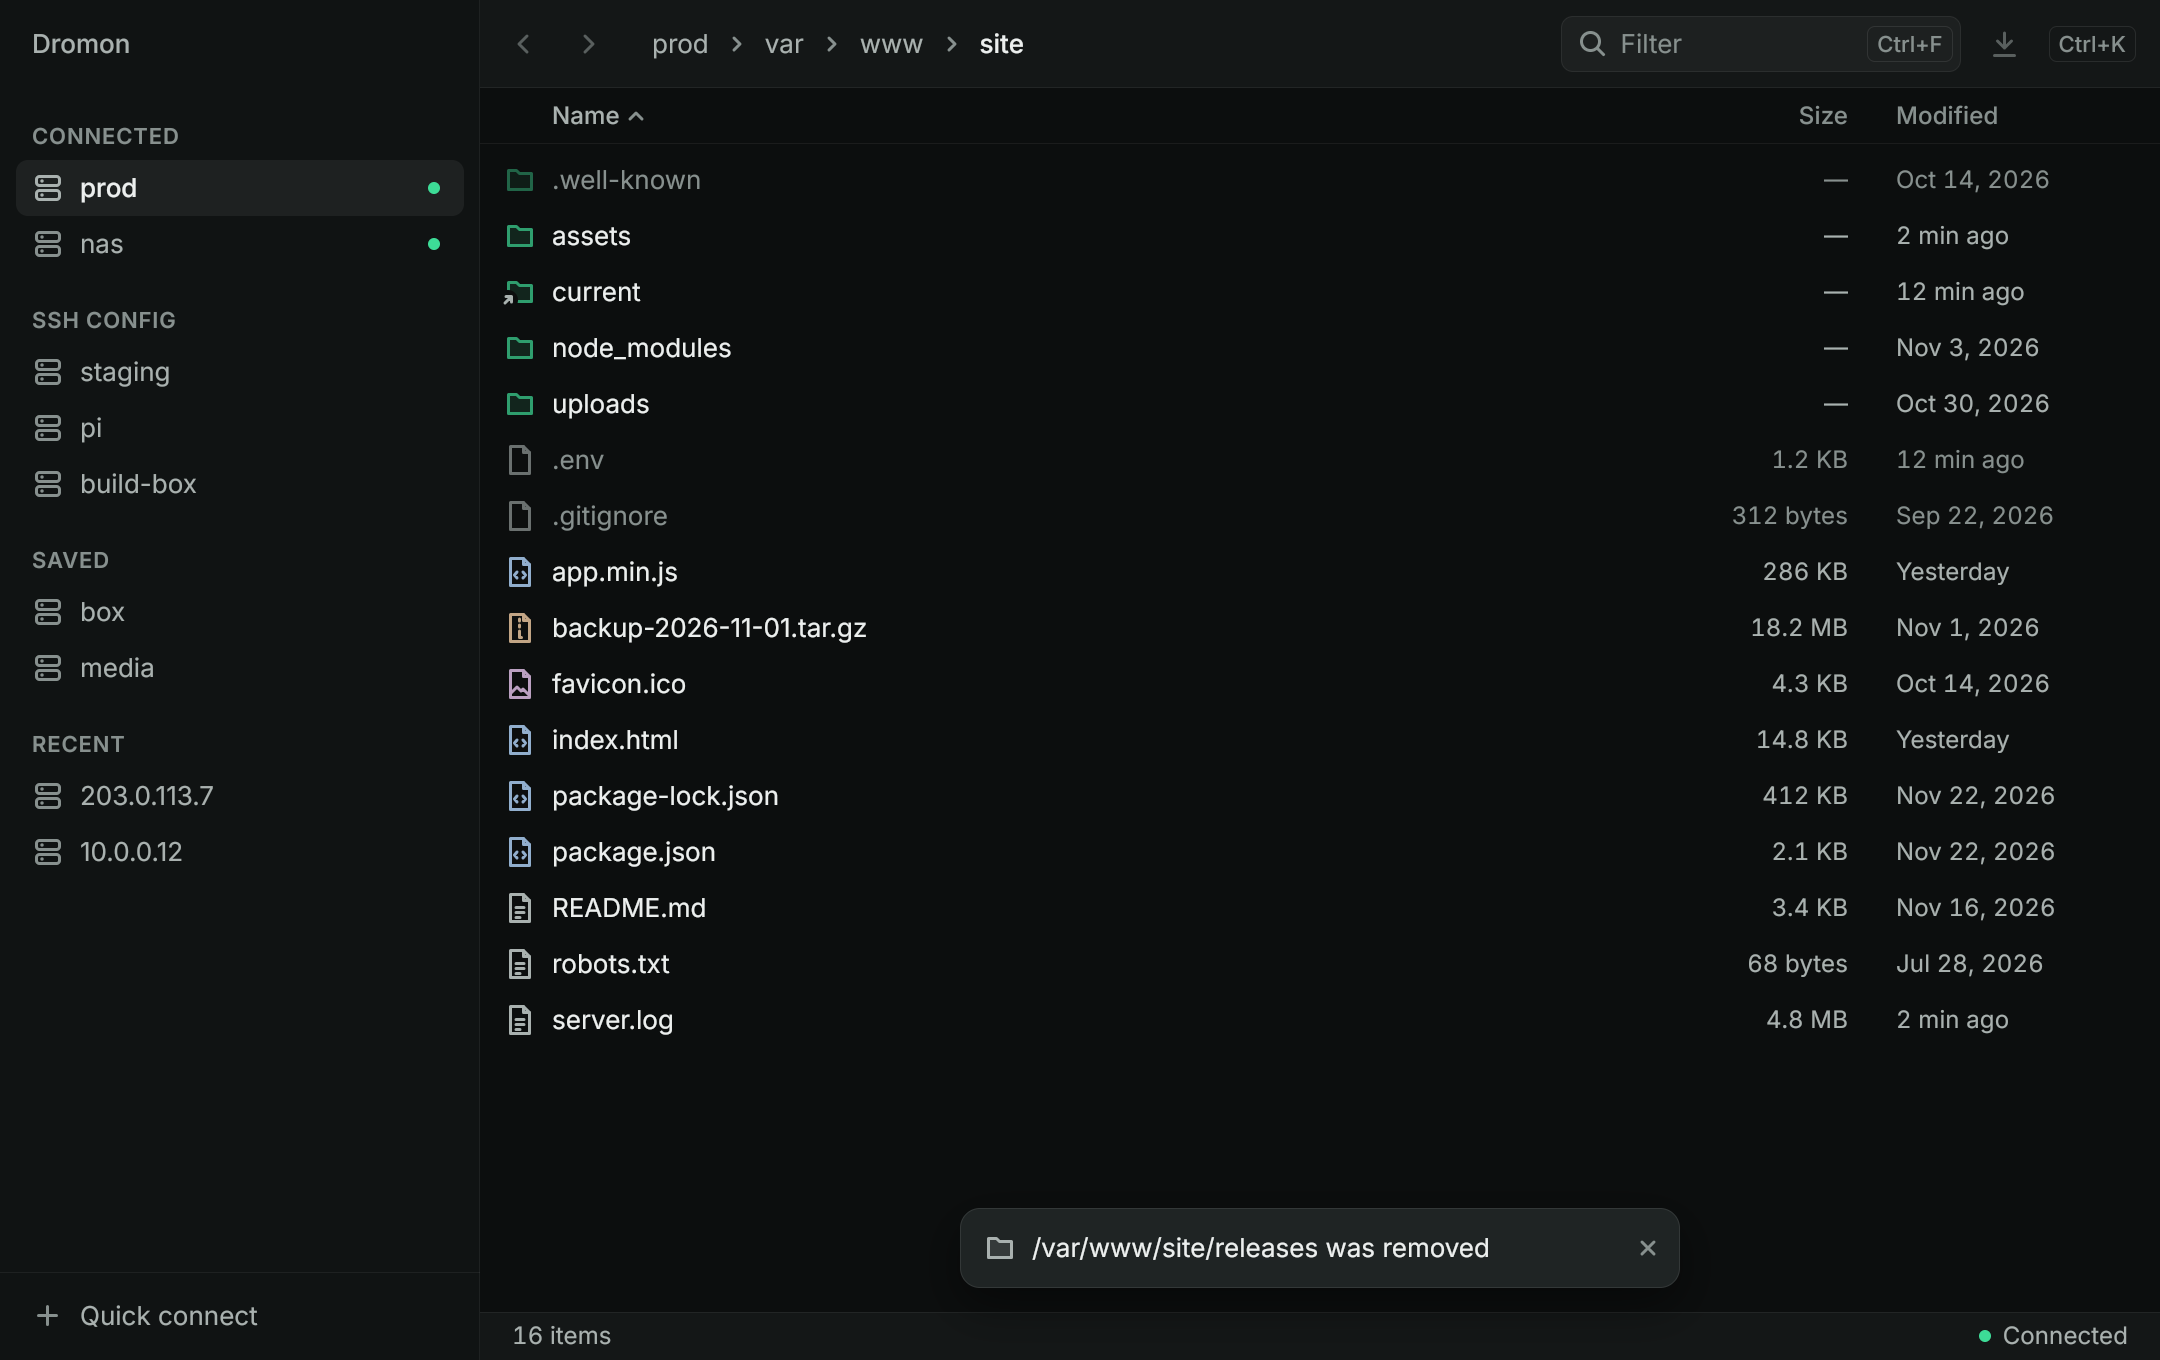 Dromon
CONNECTED
prod
nas
SSH CONFIG
staging
pi
build-box
SAVED
box
media
RECENT
203.0.113.7
10.0.0.12
Quick connect
prod var www site
Filter Ctrl+F Ctrl+K
Name Size Modified
.well-known — Oct 14, 2026
assets — 2 min ago
current — 12 min ago
node_modules — Nov 3, 2026
uploads — Oct 30, 2026
.env 1.2 KB 12 min ago
.gitignore 312 bytes Sep 22, 2026
app.min.js 286 KB Yesterday
backup-2026-11-01.tar.gz 18.2 MB Nov 1, 2026
favicon.ico 4.3 KB Oct 14, 2026
index.html 14.8 KB Yesterday
package-lock.json 412 KB Nov 22, 2026
package.json 2.1 KB Nov 22, 2026
README.md 3.4 KB Nov 16, 2026
robots.txt 68 bytes Jul 28, 2026
server.log 4.8 MB 2 min ago
/var/www/site/releases was removed
16 items Connected